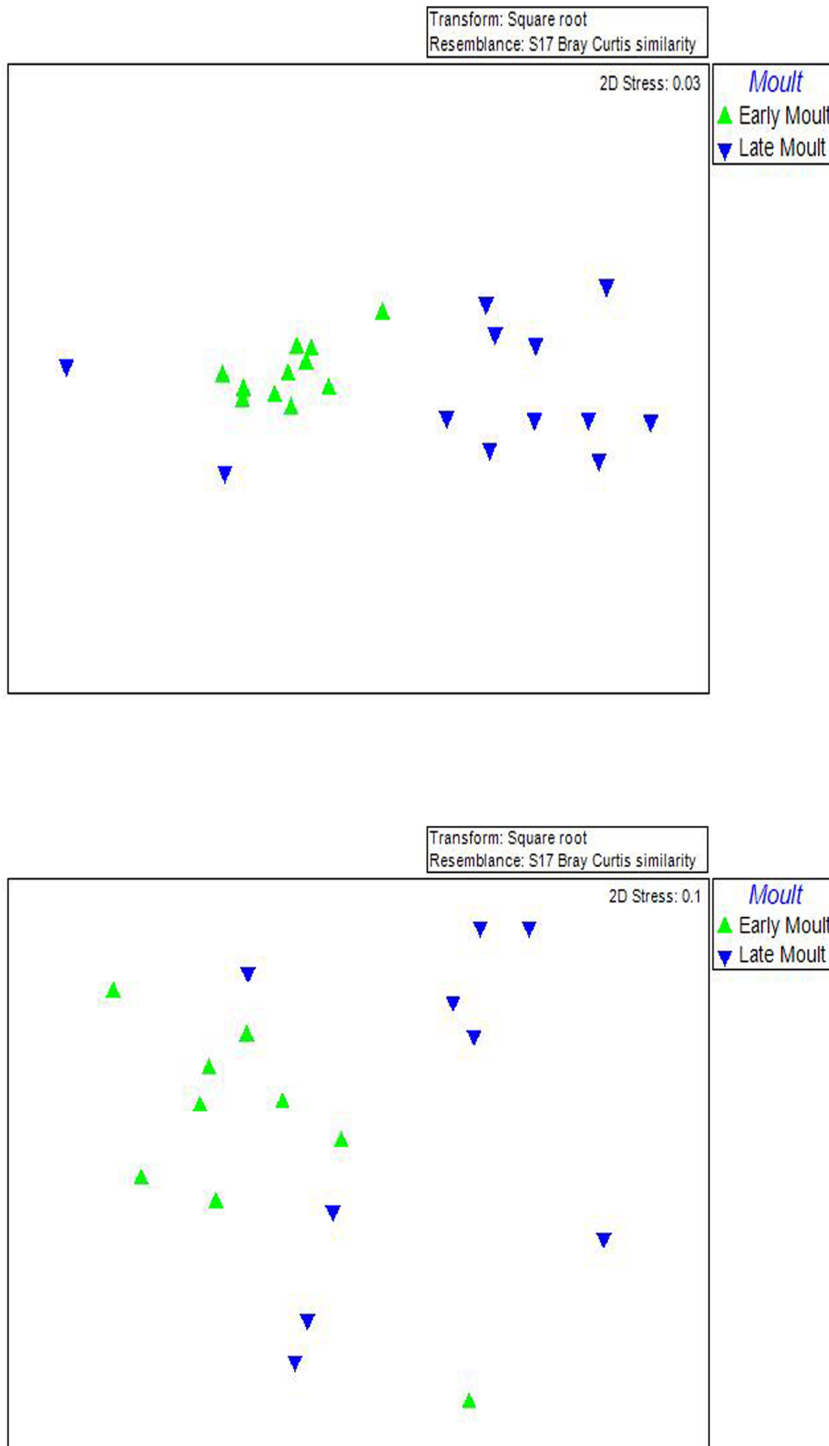 Transform: Square root
Resemblance: S17 Bray Curtis similarity
2D Stress: 0.03
Moult
Early Moult
Late Moult
Transform: Square root
Resemblance: S17 Bray Curtis similarity
2D Stress: 0.1
Moult
Early Moult
Late Moult